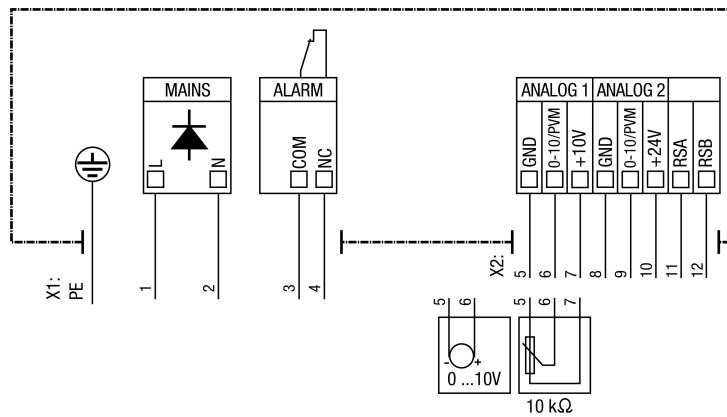 MAINS
ALARM
ANALOG 1
ANALOG 2
L
N
COM
NC
GND
0-10/PVM
+10V
GND
0-10/PVM
+24V
RSA
RSB
X1:
PE
1
2
3
4
X2:
5
6
7
8
9
10
11
12
5
6
5
6
7
- +
0 ...10V
10 kΩ